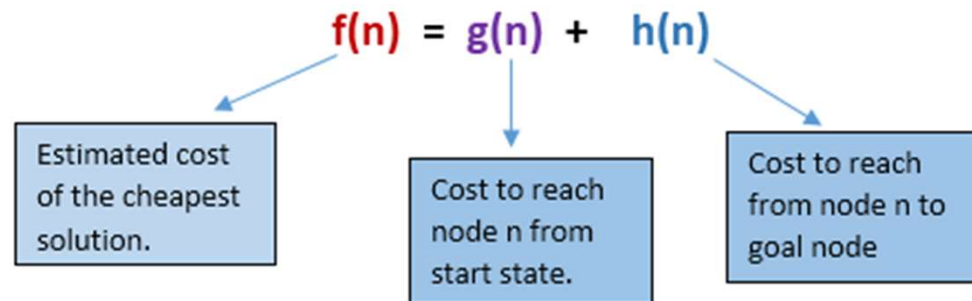 f(n) = g(n) + h(n)
Estimated cost
of the cheapest
solution.
Cost to reach
node n from
start state.
Cost to reach
from node n to
goal node